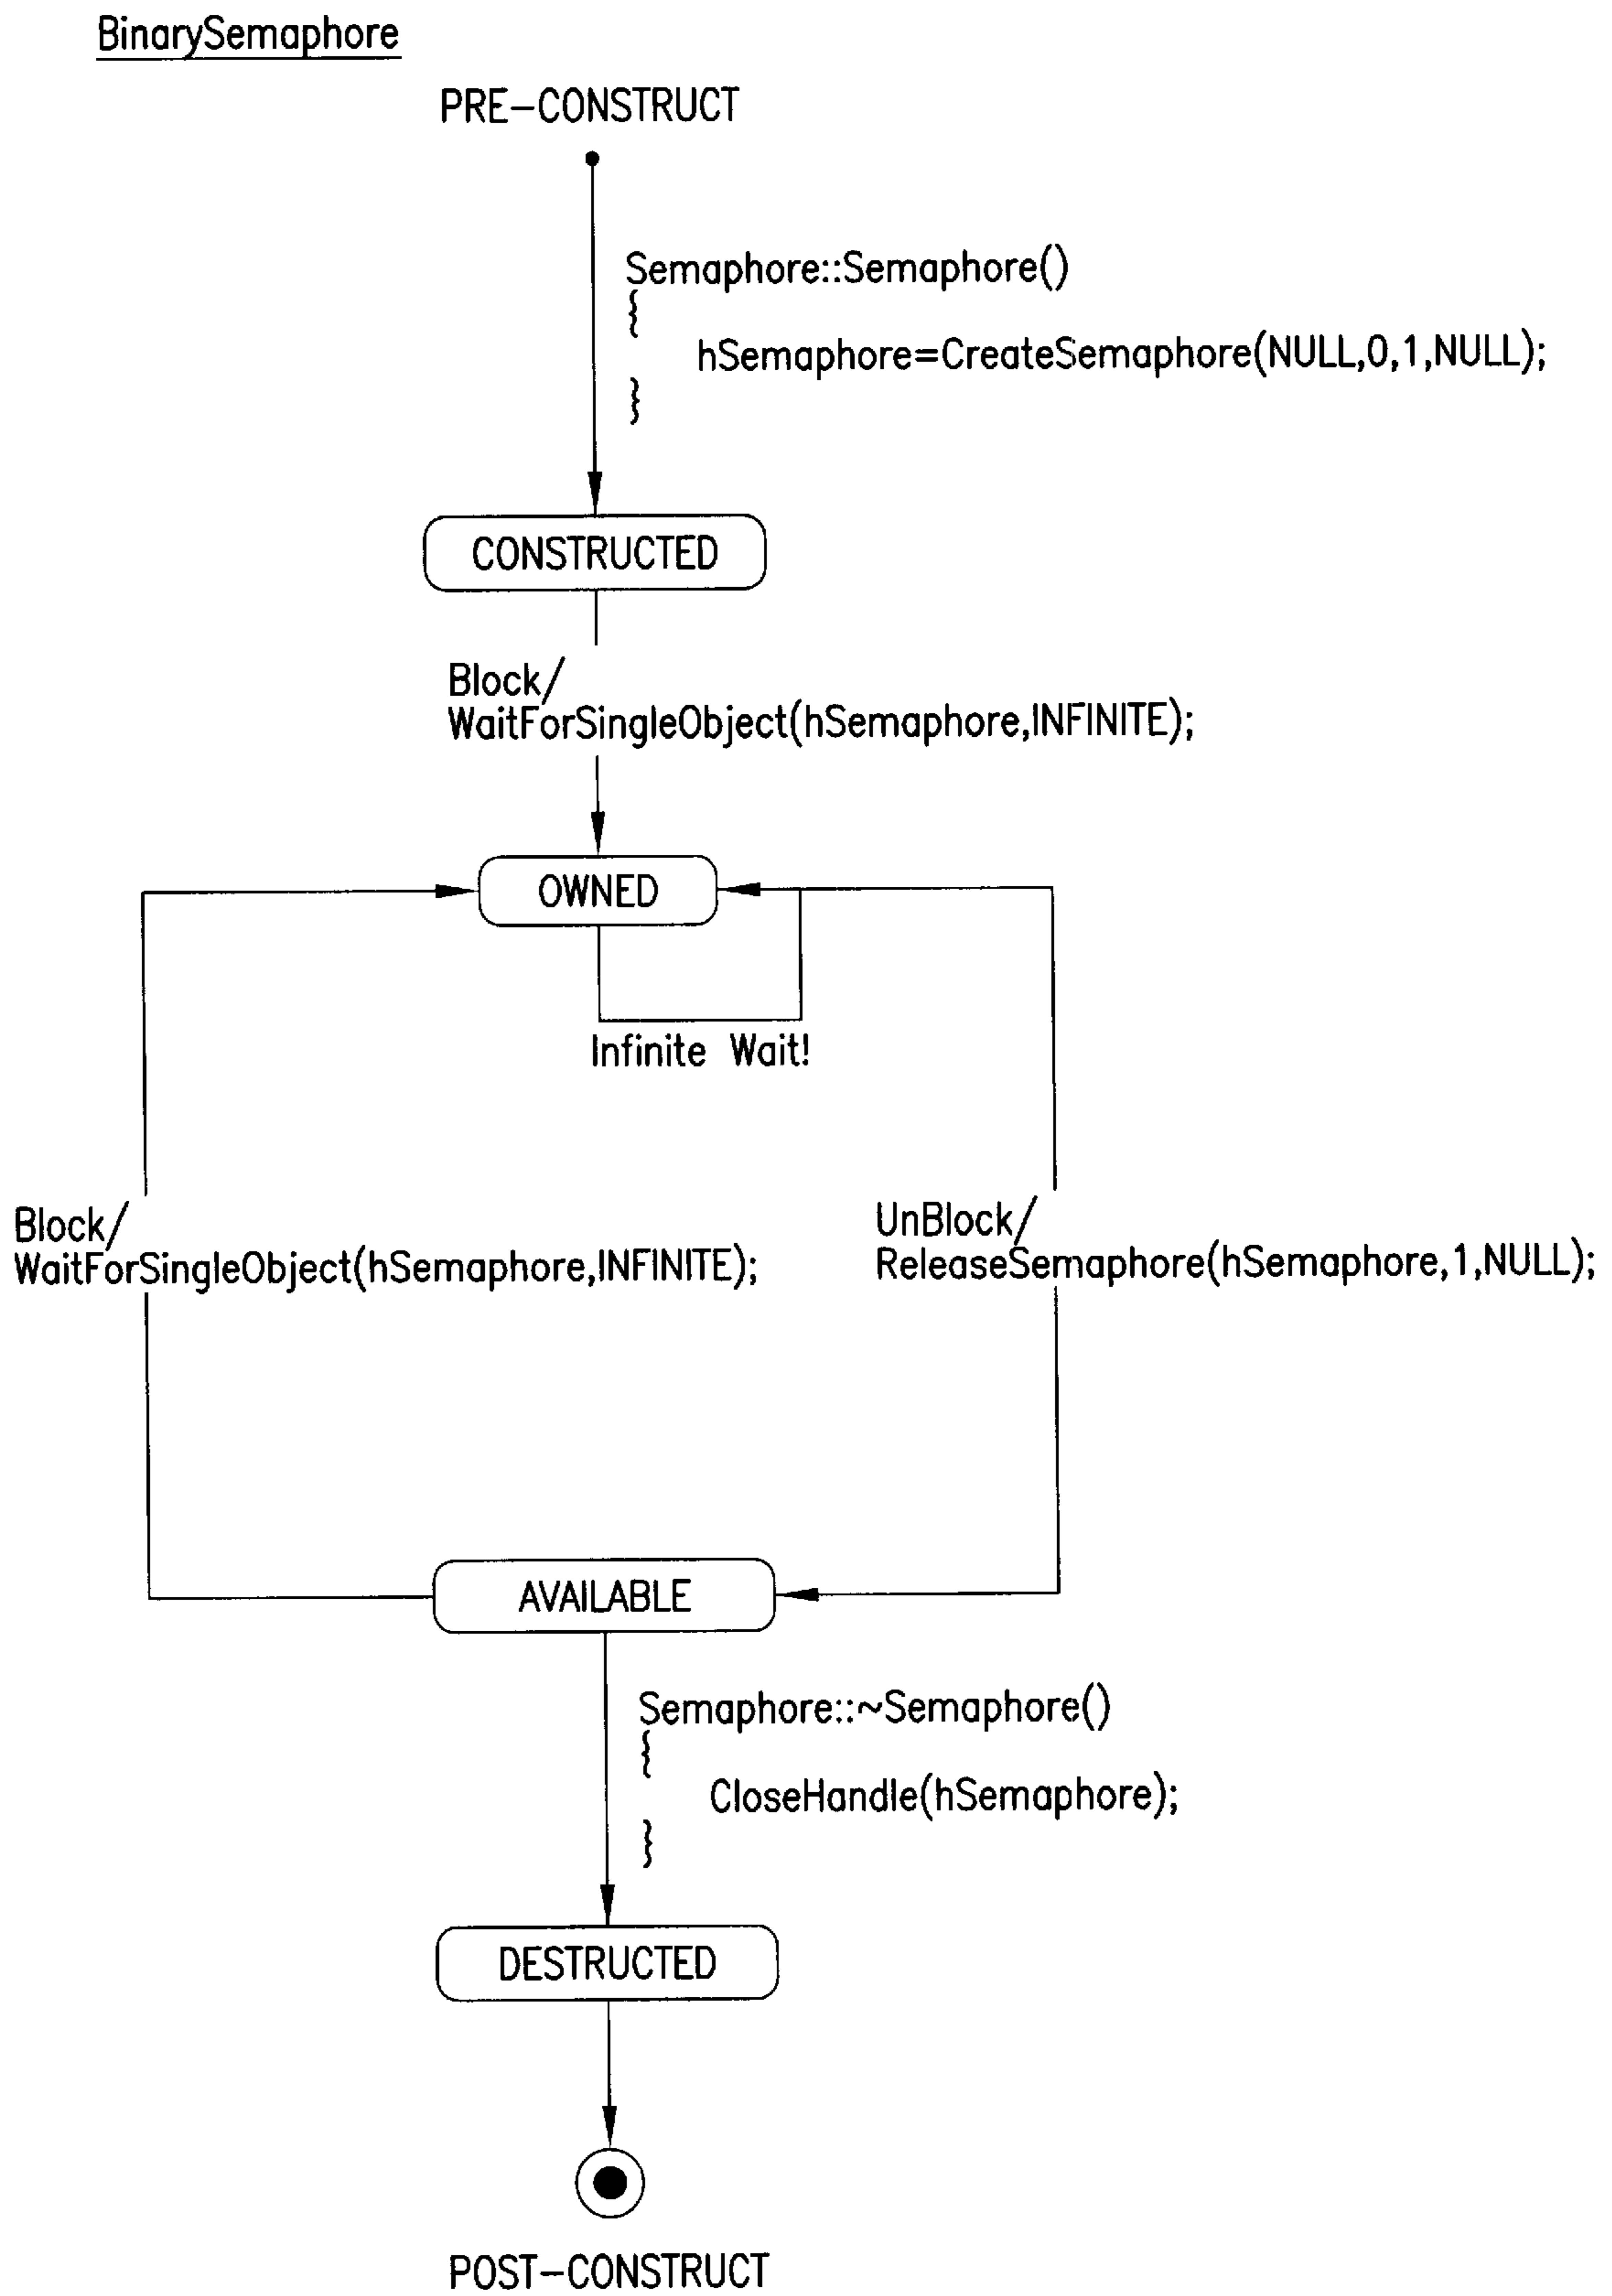 BinarySemaphore
PRE-CONSTRUCT
Semaphore::Semaphore()
{
hSemaphore=CreateSemaphore(NULL,0,1,NULL);
}
CONSTRUCTED
Block/
WaitForSingleObject(hSemaphore,INFINITE);
OWNED
Infinite Wait!
Block/
WaitForSingleObject(hSemaphore,INFINITE);
UnBlock/
ReleaseSemaphore(hSemaphore,1,NULL);
AVAILABLE
Semaphore::~Semaphore()
{
CloseHandle(hSemaphore);
}
DESTRUCTED
POST-CONSTRUCT